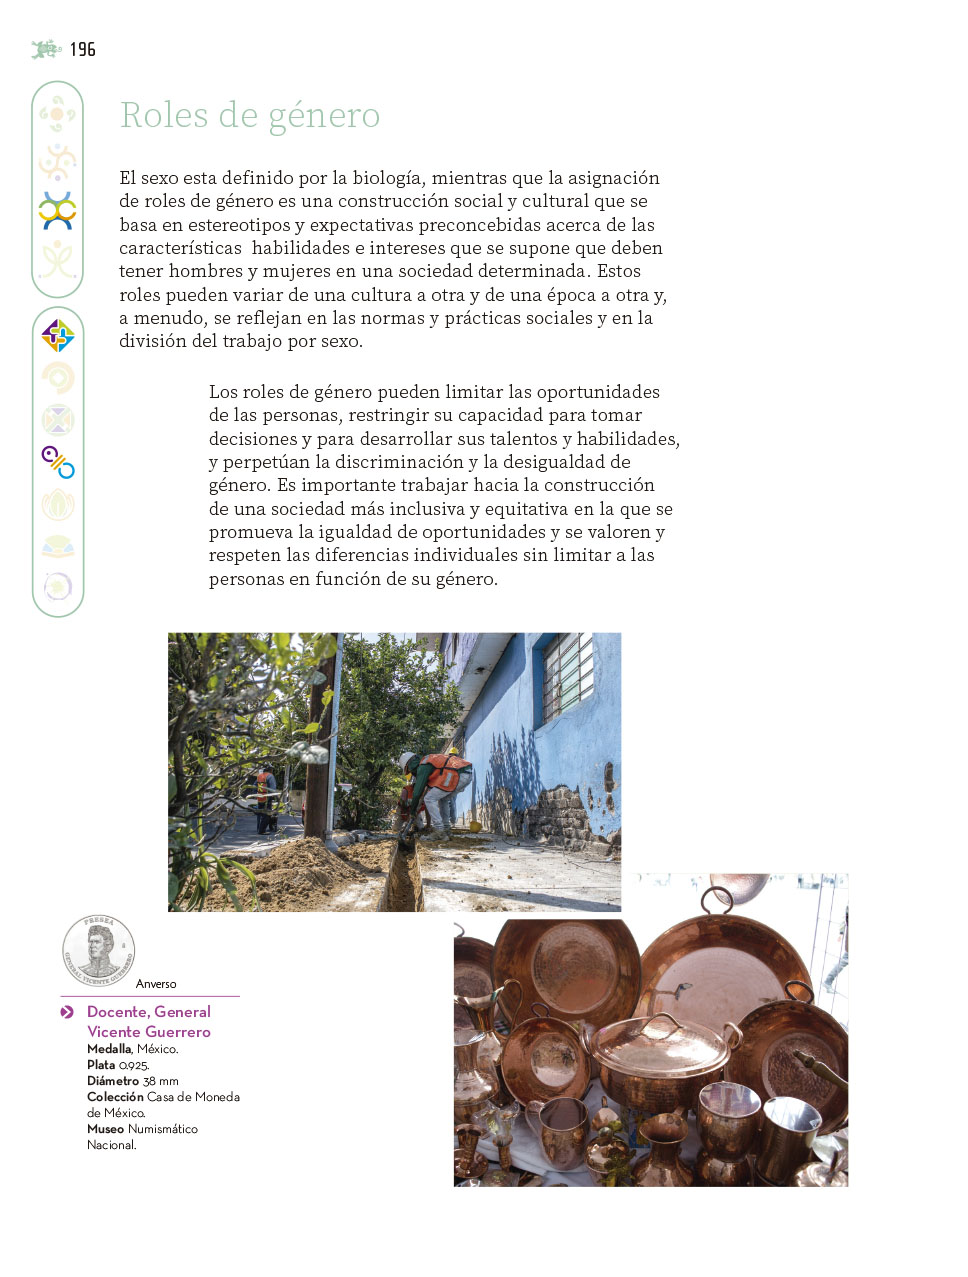 196
Roles de género
El sexo esta definido por la biología, mientras que la asignación
de roles de género es una construcción social y cultural que se
basa en estereotipos y expectativas preconcebidas acerca de las
características  habilidades e intereses que se supone que deben
tener hombres y mujeres en una sociedad determinada. Estos
roles pueden variar de una cultura a otra y de una época a otra y,
a menudo, se reflejan en las normas y prácticas sociales y en la
división del trabajo por sexo.
Los roles de género pueden limitar las oportunidades
de las personas, restringir su capacidad para tomar
decisiones y para desarrollar sus talentos y habilidades,
y perpetúan la discriminación y la desigualdad de
género. Es importante trabajar hacia la construcción
de una sociedad más inclusiva y equitativa en la que se
promueva la igualdad de oportunidades y se valoren y
respeten las diferencias individuales sin limitar a las
personas en función de su género.
PRESEA
GENERAL VICENTE GUERRERO
Anverso
Docente, General
Vicente Guerrero
Medalla, México.
Plata 0.925.
Diámetro 38 mm
Colección Casa de Moneda
de México.
Museo Numismático
Nacional.